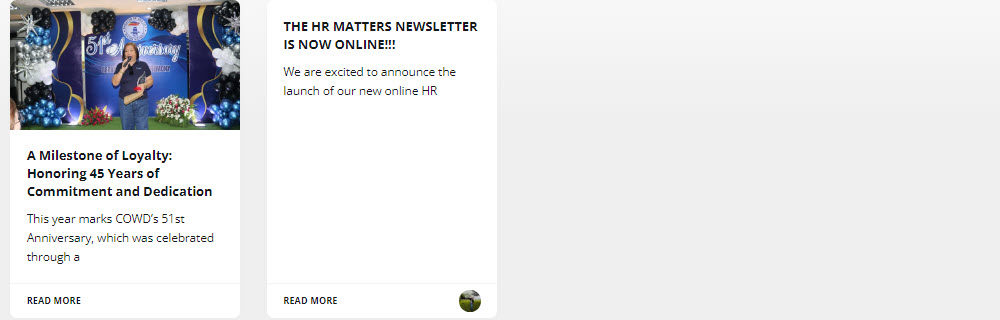 51st Anniversary
A Milestone of Loyalty:
Honoring 45 Years of
Commitment and Dedication
This year marks COWD's 51st
Anniversary, which was celebrated
through a
READ MORE
THE HR MATTERS NEWSLETTER
IS NOW ONLINE!!!
We are excited to announce the
launch of our new online HR
READ MORE